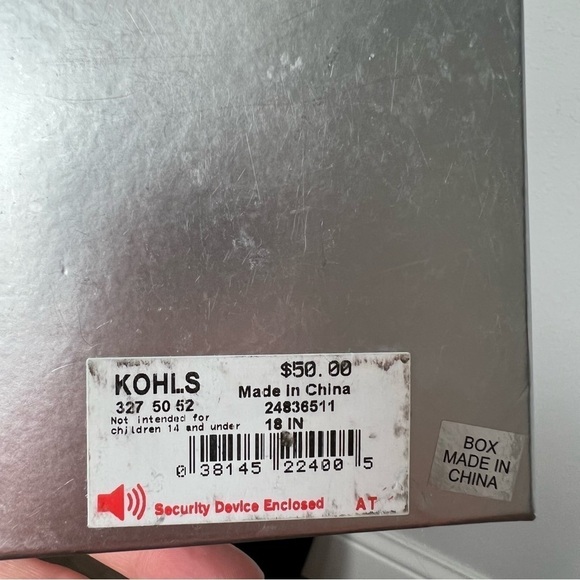 $50.00
KOHLS
Made in China
327 50 52
24836511
Not intended for
children 14 and under
18 IN
0 38145 22400 5
Security Device Enclosed
AT
BOX
MADE IN
CHINA